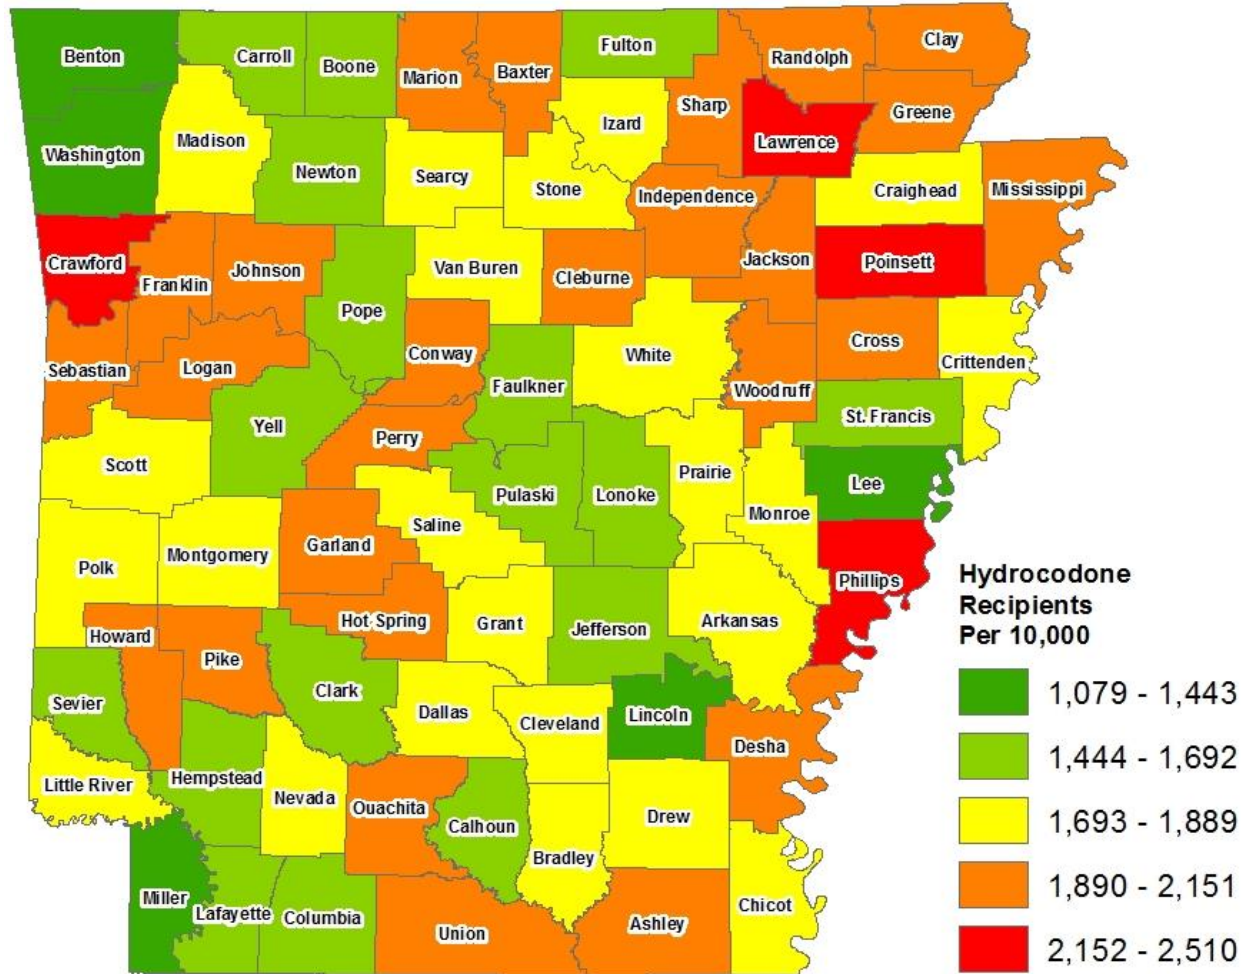 Benton
Carroll
Boone
Marion
Baxter
Fulton
Randolph
Clay
Sharp
Greene
Lawrence
Izard
Madison
Washington
Newton
Searcy
Stone
Independence
Craighead
Mississippi
Crawford
Franklin
Johnson
Van Buren
Cleburne
Jackson
Poinsett
Pope
Conway
White
Cross
Crittenden
Sebastian
Logan
Faulkner
Woodruff
St. Francis
Yell
Perry
Scott
Pulaski
Lonoke
Prairie
Monroe
Lee
Saline
Garland
Montgomery
Polk
Phillips
Hot Spring
Grant
Jefferson
Arkansas
Howard
Pike
Clark
Sevier
Dallas
Cleveland
Lincoln
Desha
Little River
Hempstead
Nevada
Ouachita
Calhoun
Drew
Bradley
Miller
Lafayette
Columbia
Union
Ashley
Chicot
Hydrocodone
Recipients
Per 10,000
1,079 - 1,443
1,444 - 1,692
1,693 - 1,889
1,890 - 2,151
2,152 - 2,510